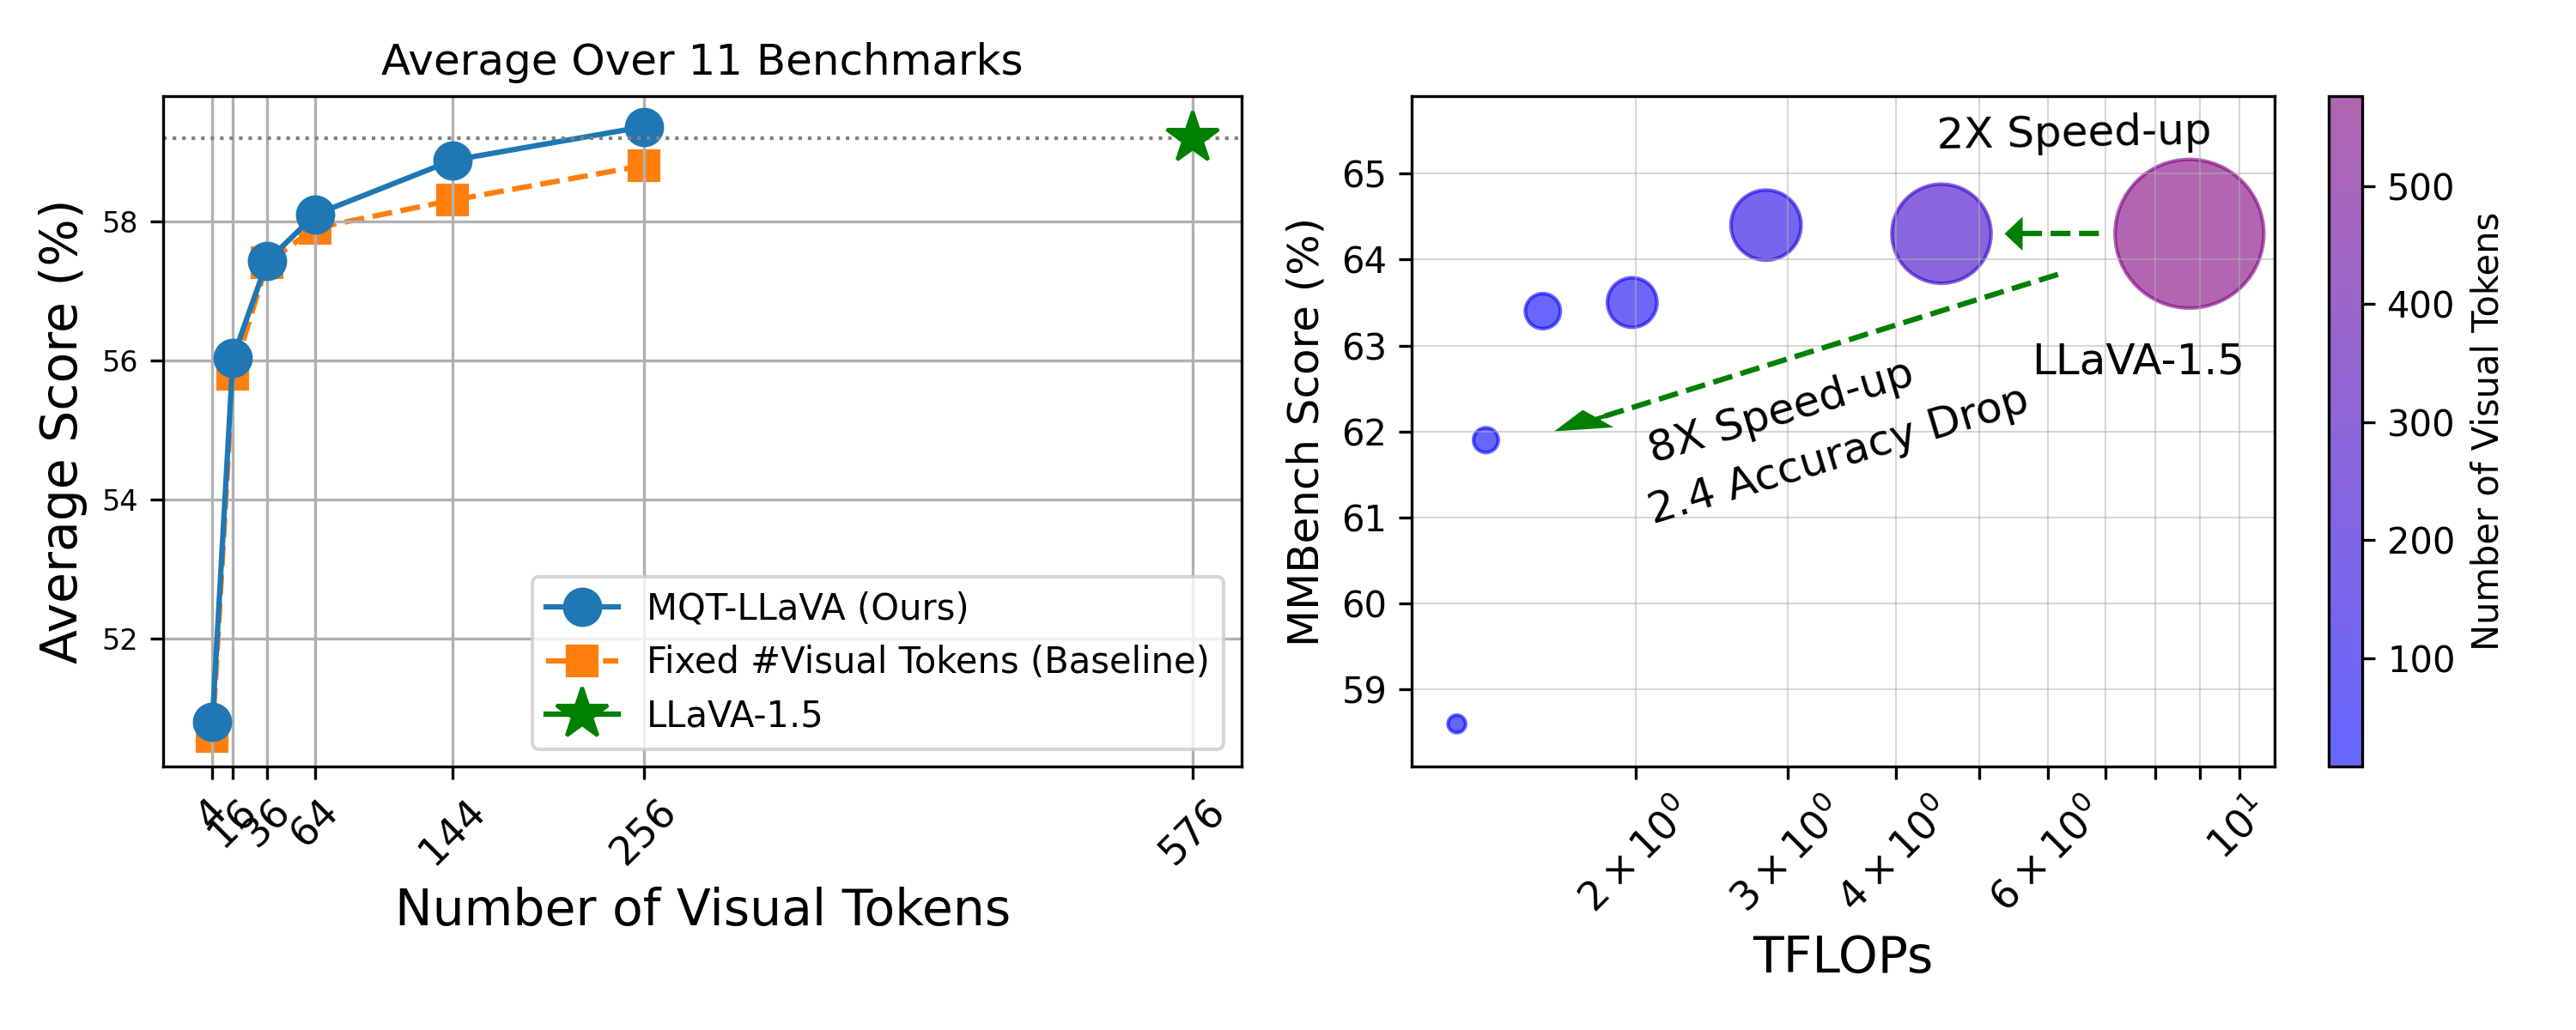 Average Over 11 Benchmarks
Average Score (%)
58
56
54
52
MQT-LLaVA (Ours)
Fixed #Visual Tokens (Baseline)
LLaVA-1.5
4
16
36
64
144
256
576
Number of Visual Tokens
MMBench Score (%)
65
64
63
62
61
60
59
2X Speed-up
LLaVA-1.5
8X Speed-up
2.4 Accuracy Drop
2 × 10⁰
3 × 10⁰
4 × 10⁰
6 × 10⁰
10¹
TFLOPs
500
400
300
200
100
Number of Visual Tokens